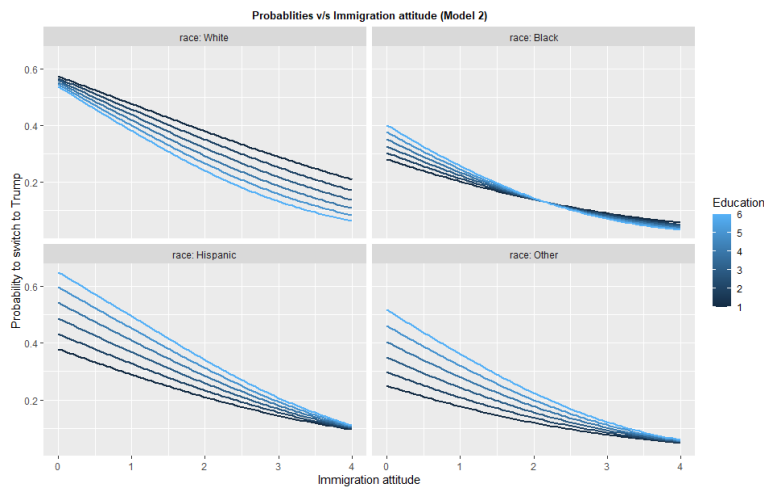 Probablities v/s Immigration attitude (Model 2)
race: White
race: Black
0.6
0.4
0.2
race: Hispanic
race: Other
0.6
0.4
0.2
0 1 2 3 4
0 1 2 3 4
Immigration attitude
Probability to switch to Trump
Education
6
5
4
3
2
1